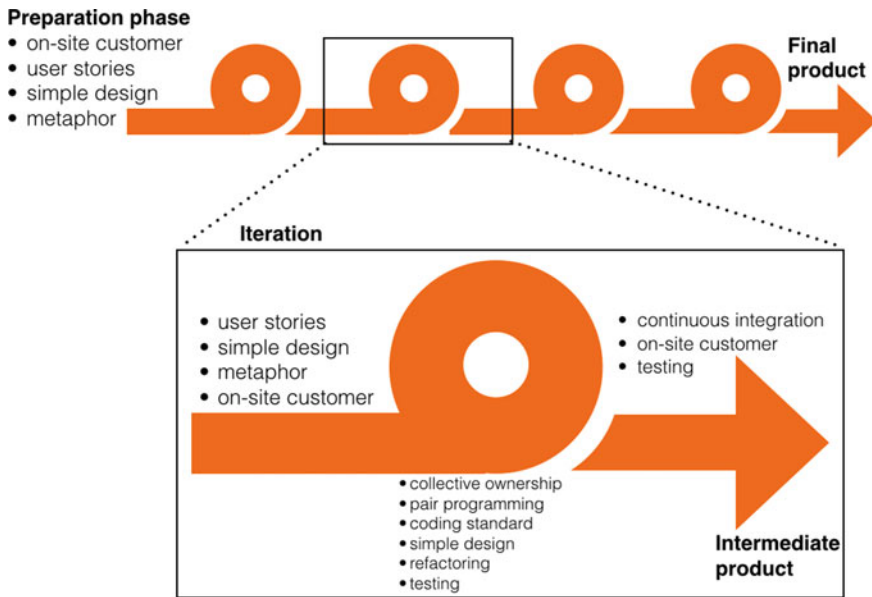 Preparation phase
• on-site customer
• user stories
• simple design
• metaphor
Final
product
Iteration
• user stories
• simple design
• metaphor
• on-site customer
• continuous integration
• on-site customer
• testing
• collective ownership
• pair programming
• coding standard
• simple design
• refactoring
• testing
Intermediate
product